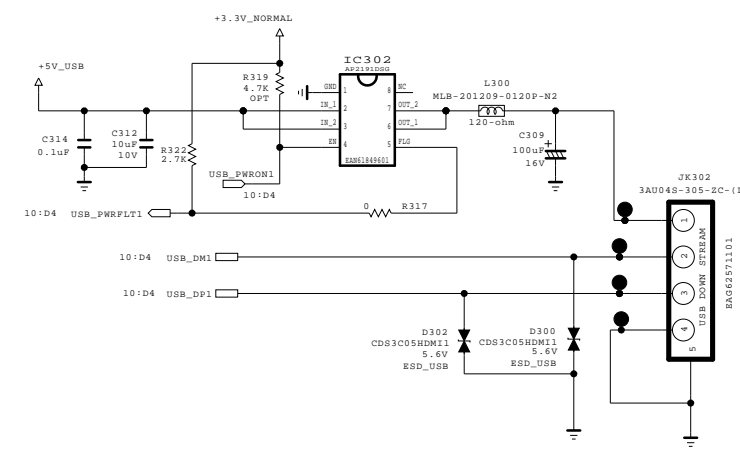 +3.3V_NORMAL
+5V_USB
IC302
AP2191DSG
R319
4.7K
OPT
GND
1
8
NC
IN_1
2
7
OUT_2
IN_2
3
6
OUT_1
EN
4
5
FLG
EAN61849601
L300
MLB-201209-0120P-N2
120-ohm
C314
0.1uF
C312
10uF
10V
R322
2.7K
C309
100uF
16V
+
USB_PWRON1
10:D4
10:D4 USB_PWRFLT1
0 R317
JK302
3AU04S-305-ZC-(1
10:D4 USB_DM1
10:D4 USB_DP1
1
2
3
4
5
USB DOWN STREAM
EAG62571101
D302
CDS3C05HDMI1
5.6V
ESD_USB
D300
CDS3C05HDMI1
5.6V
ESD_USB